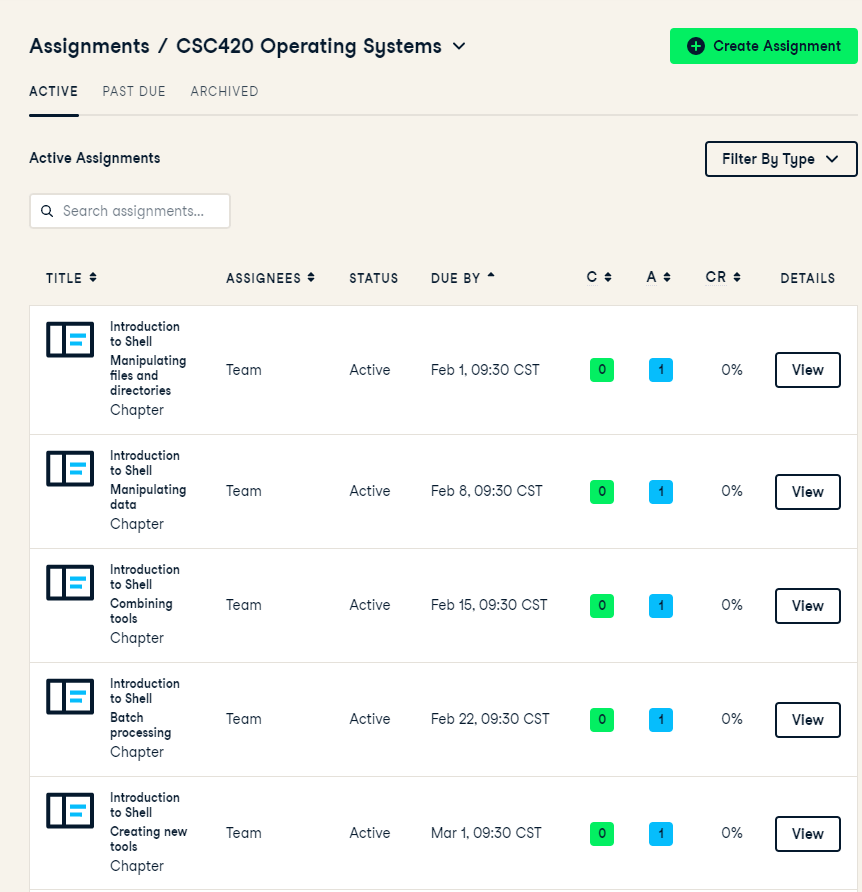 Assignments / CSC420 Operating Systems
Create Assignment
ACTIVE PAST DUE ARCHIVED
Active Assignments
Filter By Type
Search assignments...
TITLE ASSIGNEES STATUS DUE BY C A CR DETAILS
Introduction
to Shell
Manipulating
files and
directories
Chapter
Team Active Feb 1, 09:30 CST 0 1 0% View
Introduction
to Shell
Manipulating
data
Chapter
Team Active Feb 8, 09:30 CST 0 1 0% View
Introduction
to Shell
Combining
tools
Chapter
Team Active Feb 15, 09:30 CST 0 1 0% View
Introduction
to Shell
Batch
processing
Chapter
Team Active Feb 22, 09:30 CST 0 1 0% View
Introduction
to Shell
Creating new
tools
Chapter
Team Active Mar 1, 09:30 CST 0 1 0% View